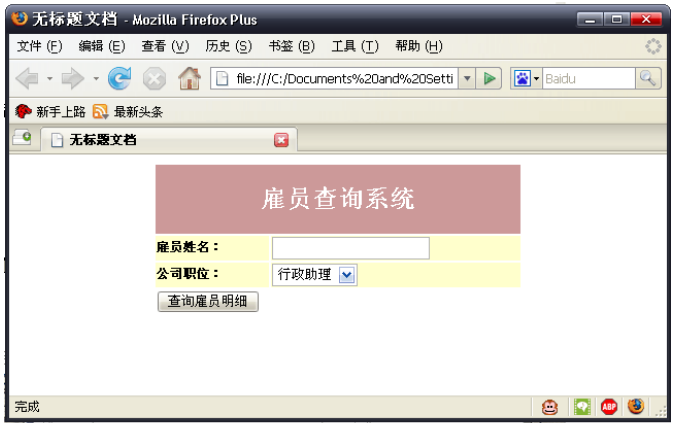 无标题文档 - Mozilla Firefox Plus
文件 (F) 编辑 (E) 查看 (V) 历史 (S) 书签 (B) 工具 (T) 帮助 (H)
file:///C:/Documents%20and%20Setti Baidu
新手上路 最新头条
无标题文档
雇员查询系统
雇员姓名：
公司职位： 行政助理
查询雇员明细
完成 ABP